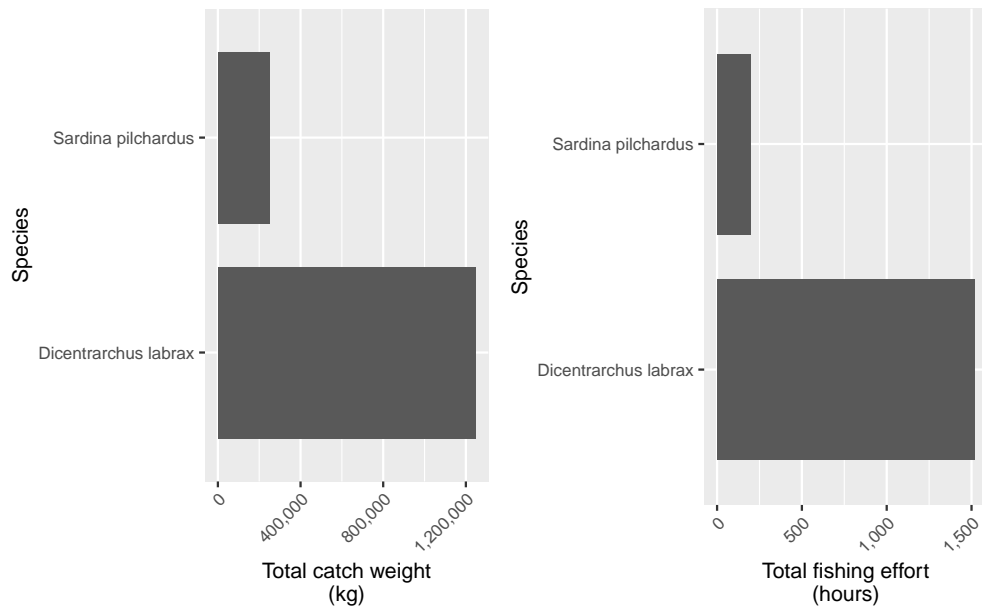 Species
Sardina pilchardus
Dicentrarchus labrax
0
400,000
800,000
1,200,000
Total catch weight
(kg)
Species
Sardina pilchardus
Dicentrarchus labrax
0
500
1,000
1,500
Total fishing effort
(hours)